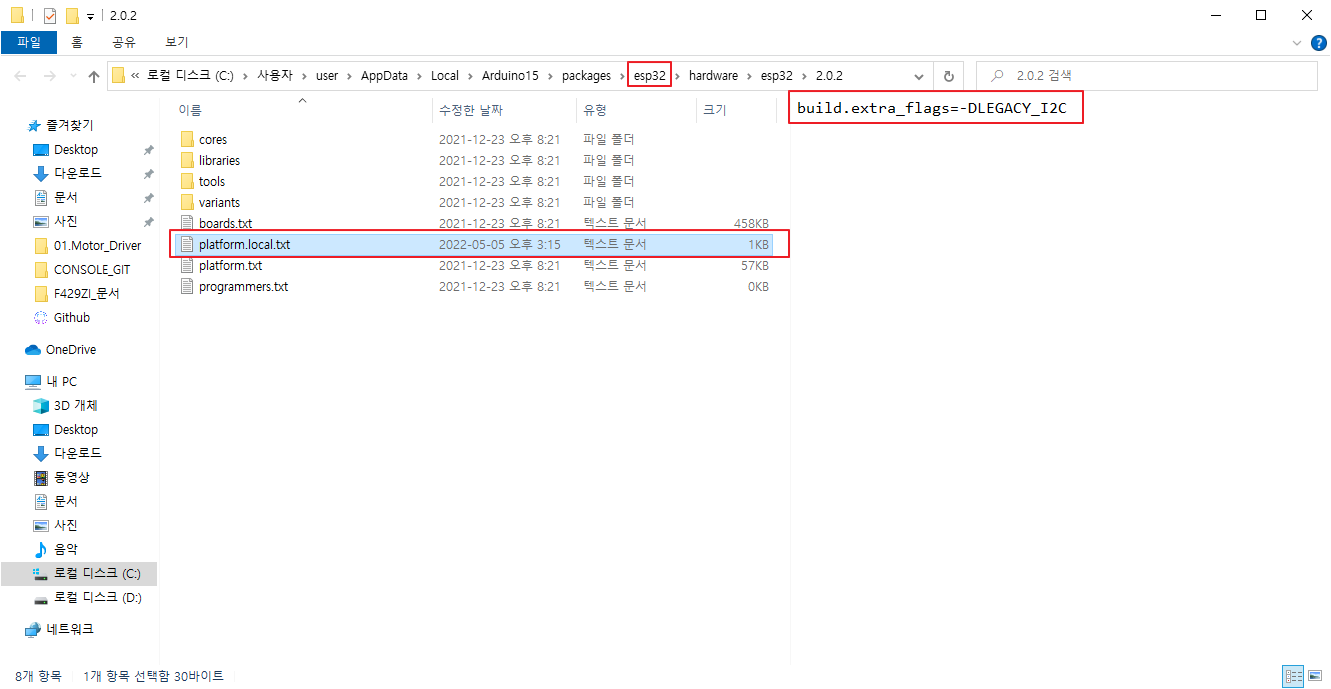 2.0.2
파일 홈 공유 보기
« 로컬 디스크 (C:) › 사용자 › user › AppData › Local › Arduino15 › packages › esp32 › hardware › esp32 › 2.0.2
2.0.2 검색
build.extra_flags=-DLEGACY_I2C
즐겨찾기
Desktop
다운로드
문서
사진
01.Motor_Driver
CONSOLE_GIT
F429ZI_문서
Github
OneDrive
내 PC
3D 개체
Desktop
다운로드
동영상
문서
사진
음악
로컬 디스크 (C:)
로컬 디스크 (D:)
네트워크
이름 수정한 날짜 유형 크기
cores 2021-12-23 오후 8:21 파일 폴더
libraries 2021-12-23 오후 8:21 파일 폴더
tools 2021-12-23 오후 8:21 파일 폴더
variants 2021-12-23 오후 8:21 파일 폴더
boards.txt 2021-12-23 오후 8:21 텍스트 문서 458KB
platform.local.txt 2022-05-05 오후 3:15 텍스트 문서 1KB
platform.txt 2021-12-23 오후 8:21 텍스트 문서 57KB
programmers.txt 2021-12-23 오후 8:21 텍스트 문서 0KB
8개 항목 1개 항목 선택함 30바이트